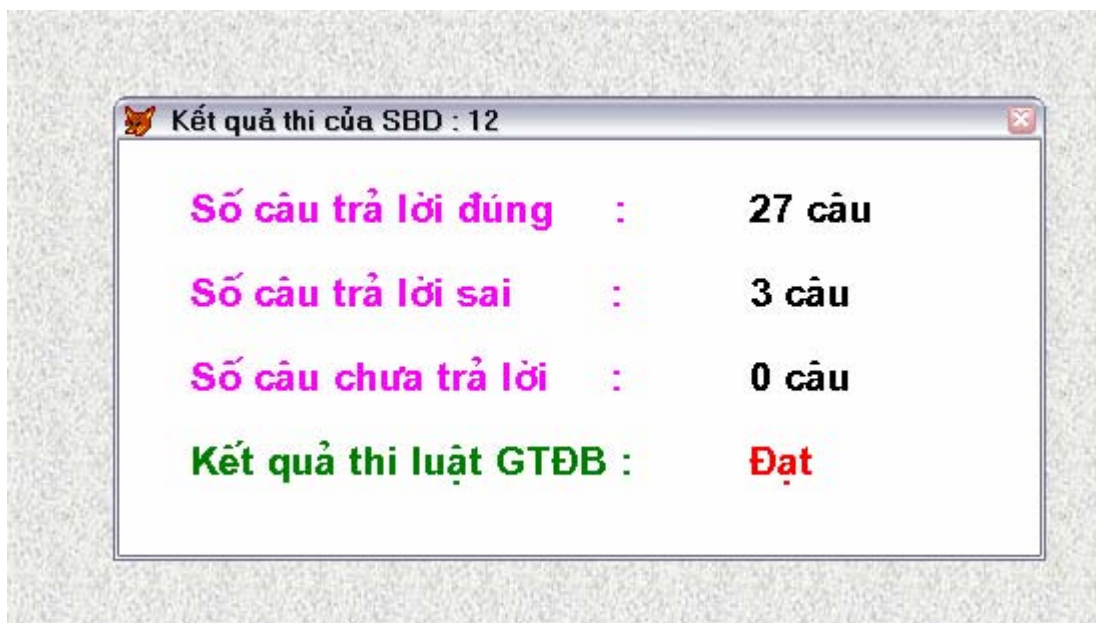 Kết quả thi của SBD : 12
Số câu trả lời đúng : 27 câu
Số câu trả lời sai : 3 câu
Số câu chưa trả lời : 0 câu
Kết quả thi luật GTĐB : Đạt